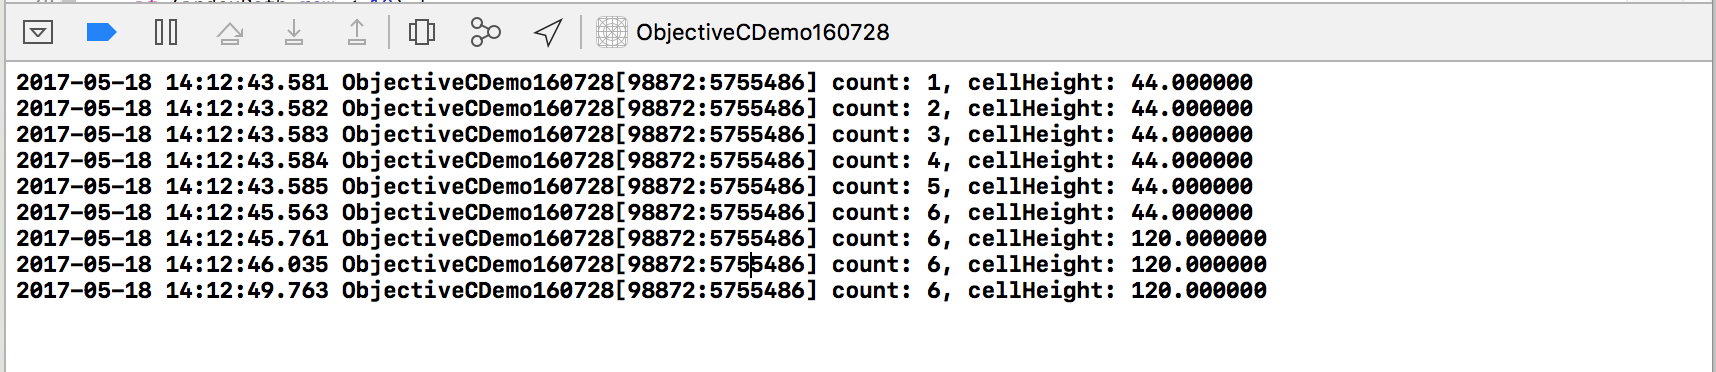 ObjectiveCDemo160728
2017-05-18 14:12:43.581 ObjectiveCDemo160728[98872:5755486] count: 1, cellHeight: 44.000000
2017-05-18 14:12:43.582 ObjectiveCDemo160728[98872:5755486] count: 2, cellHeight: 44.000000
2017-05-18 14:12:43.583 ObjectiveCDemo160728[98872:5755486] count: 3, cellHeight: 44.000000
2017-05-18 14:12:43.584 ObjectiveCDemo160728[98872:5755486] count: 4, cellHeight: 44.000000
2017-05-18 14:12:43.585 ObjectiveCDemo160728[98872:5755486] count: 5, cellHeight: 44.000000
2017-05-18 14:12:45.563 ObjectiveCDemo160728[98872:5755486] count: 6, cellHeight: 44.000000
2017-05-18 14:12:45.761 ObjectiveCDemo160728[98872:5755486] count: 6, cellHeight: 120.000000
2017-05-18 14:12:46.035 ObjectiveCDemo160728[98872:5755486] count: 6, cellHeight: 120.000000
2017-05-18 14:12:49.763 ObjectiveCDemo160728[98872:5755486] count: 6, cellHeight: 120.000000